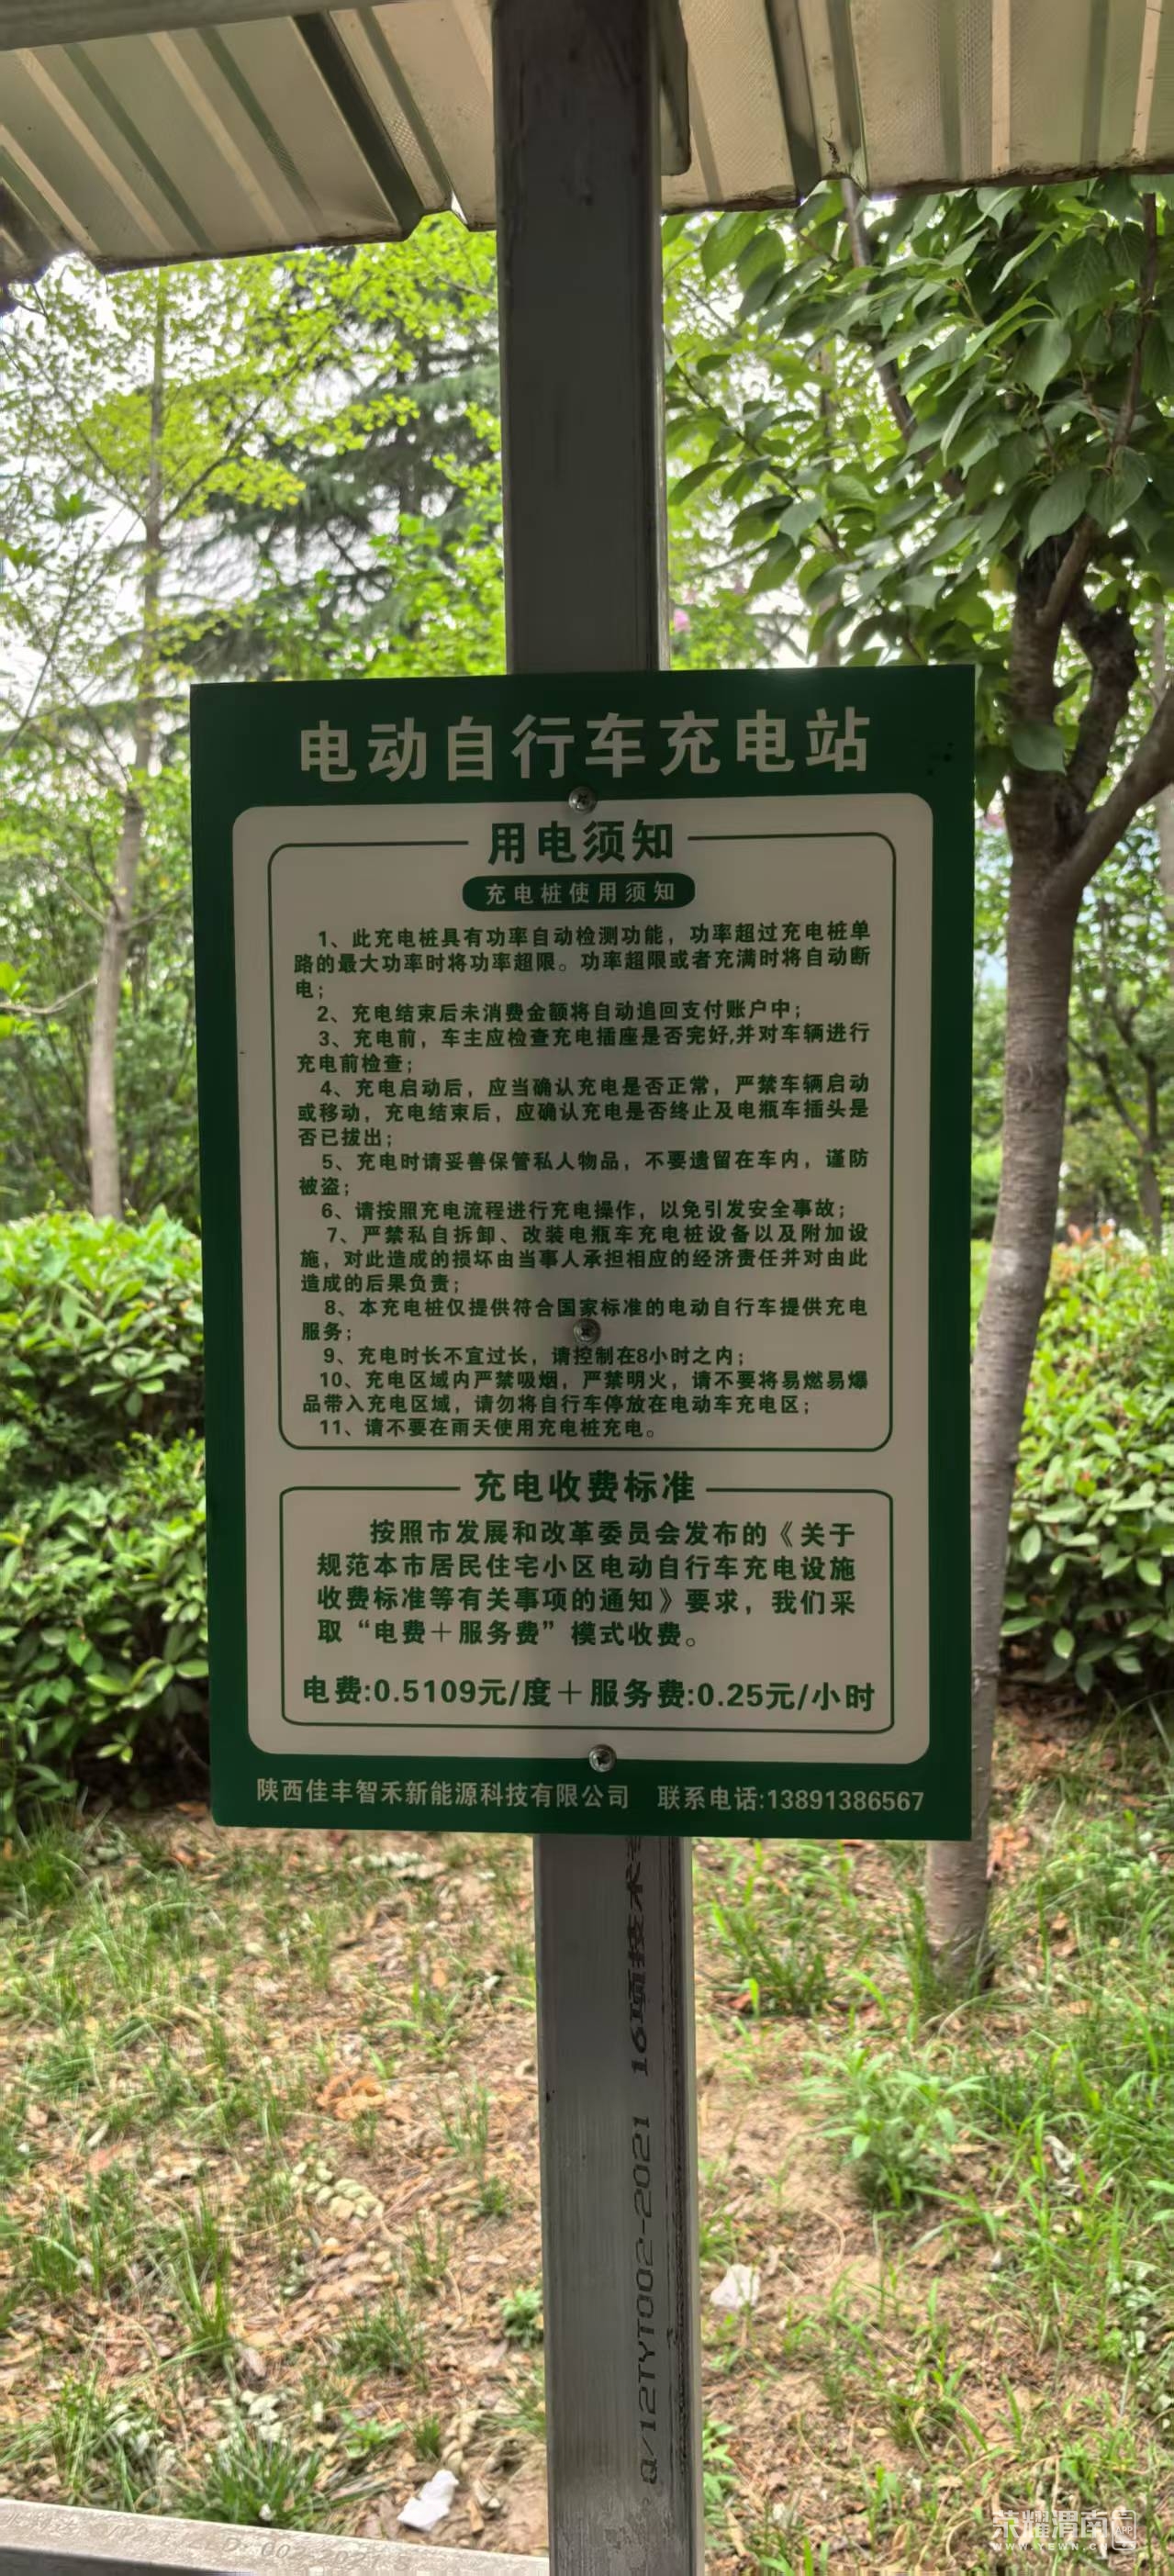 电动自行车充电站
用电须知
充电桩使用须知
1、此充电桩具有功率自动检测功能，功率超过充电桩单
路的最大功率时将功率超限。功率超限或者充满时将自动断
电；
2、充电结束后未消费金额将自动追回支付账户中；
3、充电前，车主应检查充电插座是否完好,并对车辆进行
充电前检查；
4、充电启动后，应当确认充电是否正常，严禁车辆启动
或移动，充电结束后，应确认充电是否终止及电瓶车插头是
否已拔出；
5、充电时请妥善保管私人物品，不要遗留在车内，谨防
被盗；
6、请按照充电流程进行充电操作，以免引发安全事故；
7、严禁私自拆卸、改装电瓶车充电桩设备以及附加设
施，对此造成的损坏由当事人承担相应的经济责任并对由此
造成的后果负责；
8、本充电桩仅提供符合国家标准的电动自行车提供充电
服务；
9、充电时长不宜过长，请控制在8小时之内；
10、充电区域内严禁吸烟，严禁明火，请不要将易燃易爆
品带入充电区域，请勿将自行车停放在电动车充电区；
11、请不要在雨天使用充电桩充电。
充电收费标准
按照市发展和改革委员会发布的《关于
规范本市居民住宅小区电动自行车充电设施
收费标准等有关事项的通知》要求，我们采
取“电费＋服务费”模式收费。
电费:0.5109元/度＋服务费:0.25元/小时
陕西佳丰智禾新能源科技有限公司 联系电话:13891386567
Q/12TYT002-2021 16项技术
荣耀渭南
WWW.YEWN.CN